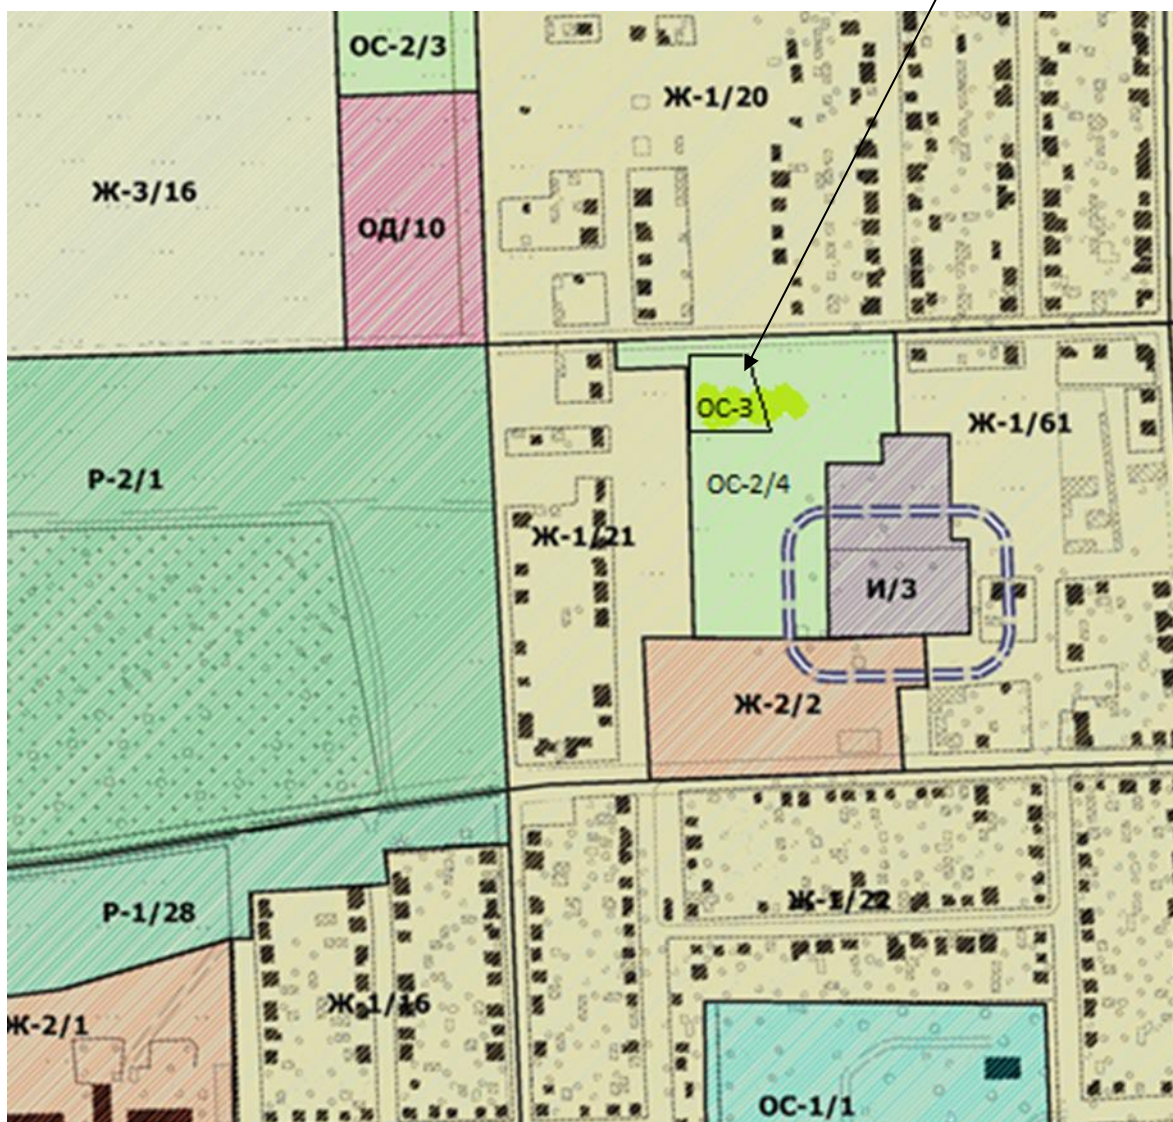 ОС-2/3
Ж-1/20
Ж-3/16
ОД/10
ОС-3
Ж-1/61
Р-2/1
ОС-2/4
Ж-1/21
И/3
Ж-2/2
Ж-1/22
Р-1/28
Ж-1/16
Ж-2/1
ОС-1/1